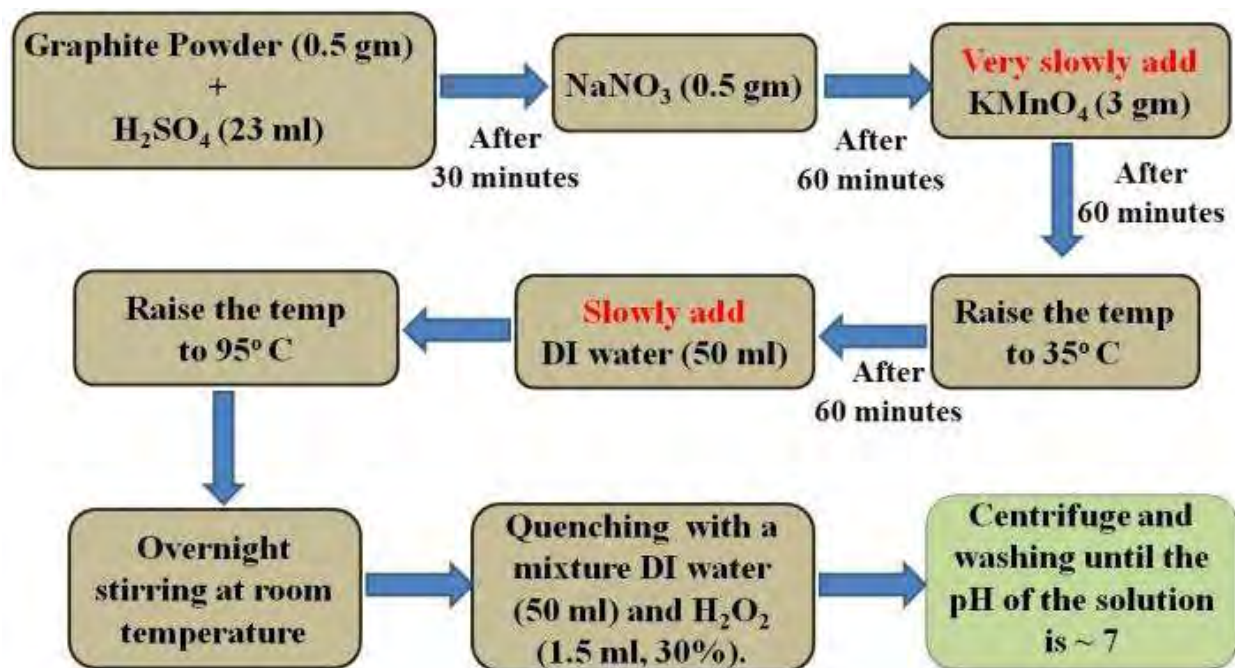 Graphite Powder (0.5 gm)
+
H₂SO₄ (23 ml)
After
30 minutes
NaNO₃ (0.5 gm)
After
60 minutes
Very slowly add
KMnO₄ (3 gm)
After
60 minutes
Raise the temp
to 35° C
After
60 minutes
Slowly add
DI water (50 ml)
Raise the temp
to 95° C
Overnight
stirring at room
temperature
Quenching with a
mixture DI water
(50 ml) and H₂O₂
(1.5 ml, 30%).
Centrifuge and
washing until the
pH of the solution
is ~ 7